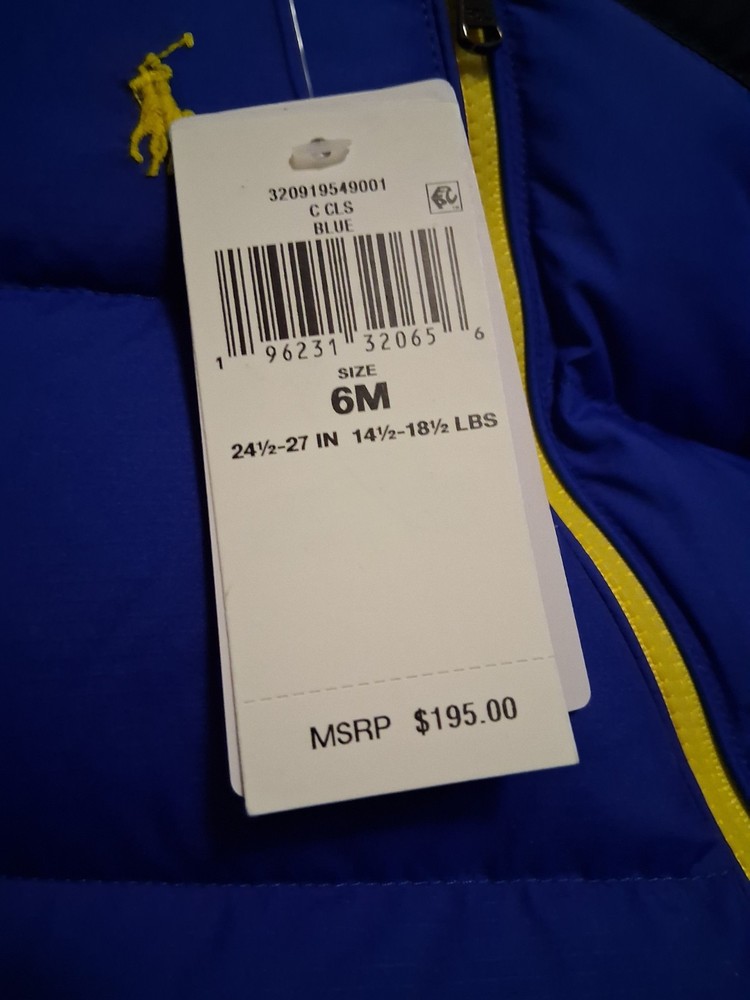 320919549001
C CLS
BLUE
1 96231 32065 6
SIZE
6M
24½-27 IN 14½-18½ LBS
MSRP $195.00